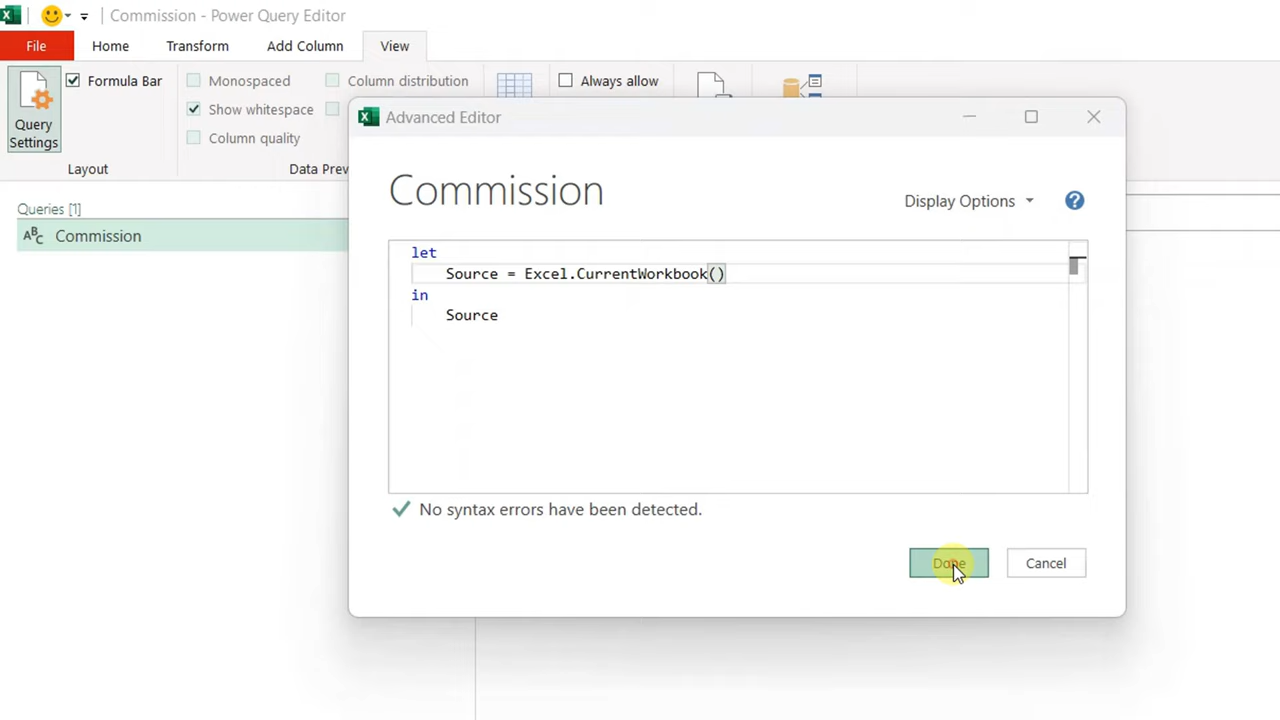 Commission - Power Query Editor
File Home Transform Add Column View
Formula Bar Monospaced Column distribution Always allow
Show whitespace
Query Settings
Column quality
Layout
Data Prev
Advanced Editor
Commission
Display Options
Queries [1]
ABC Commission
let
Source = Excel.CurrentWorkbook()
in
Source
No syntax errors have been detected.
Done Cancel